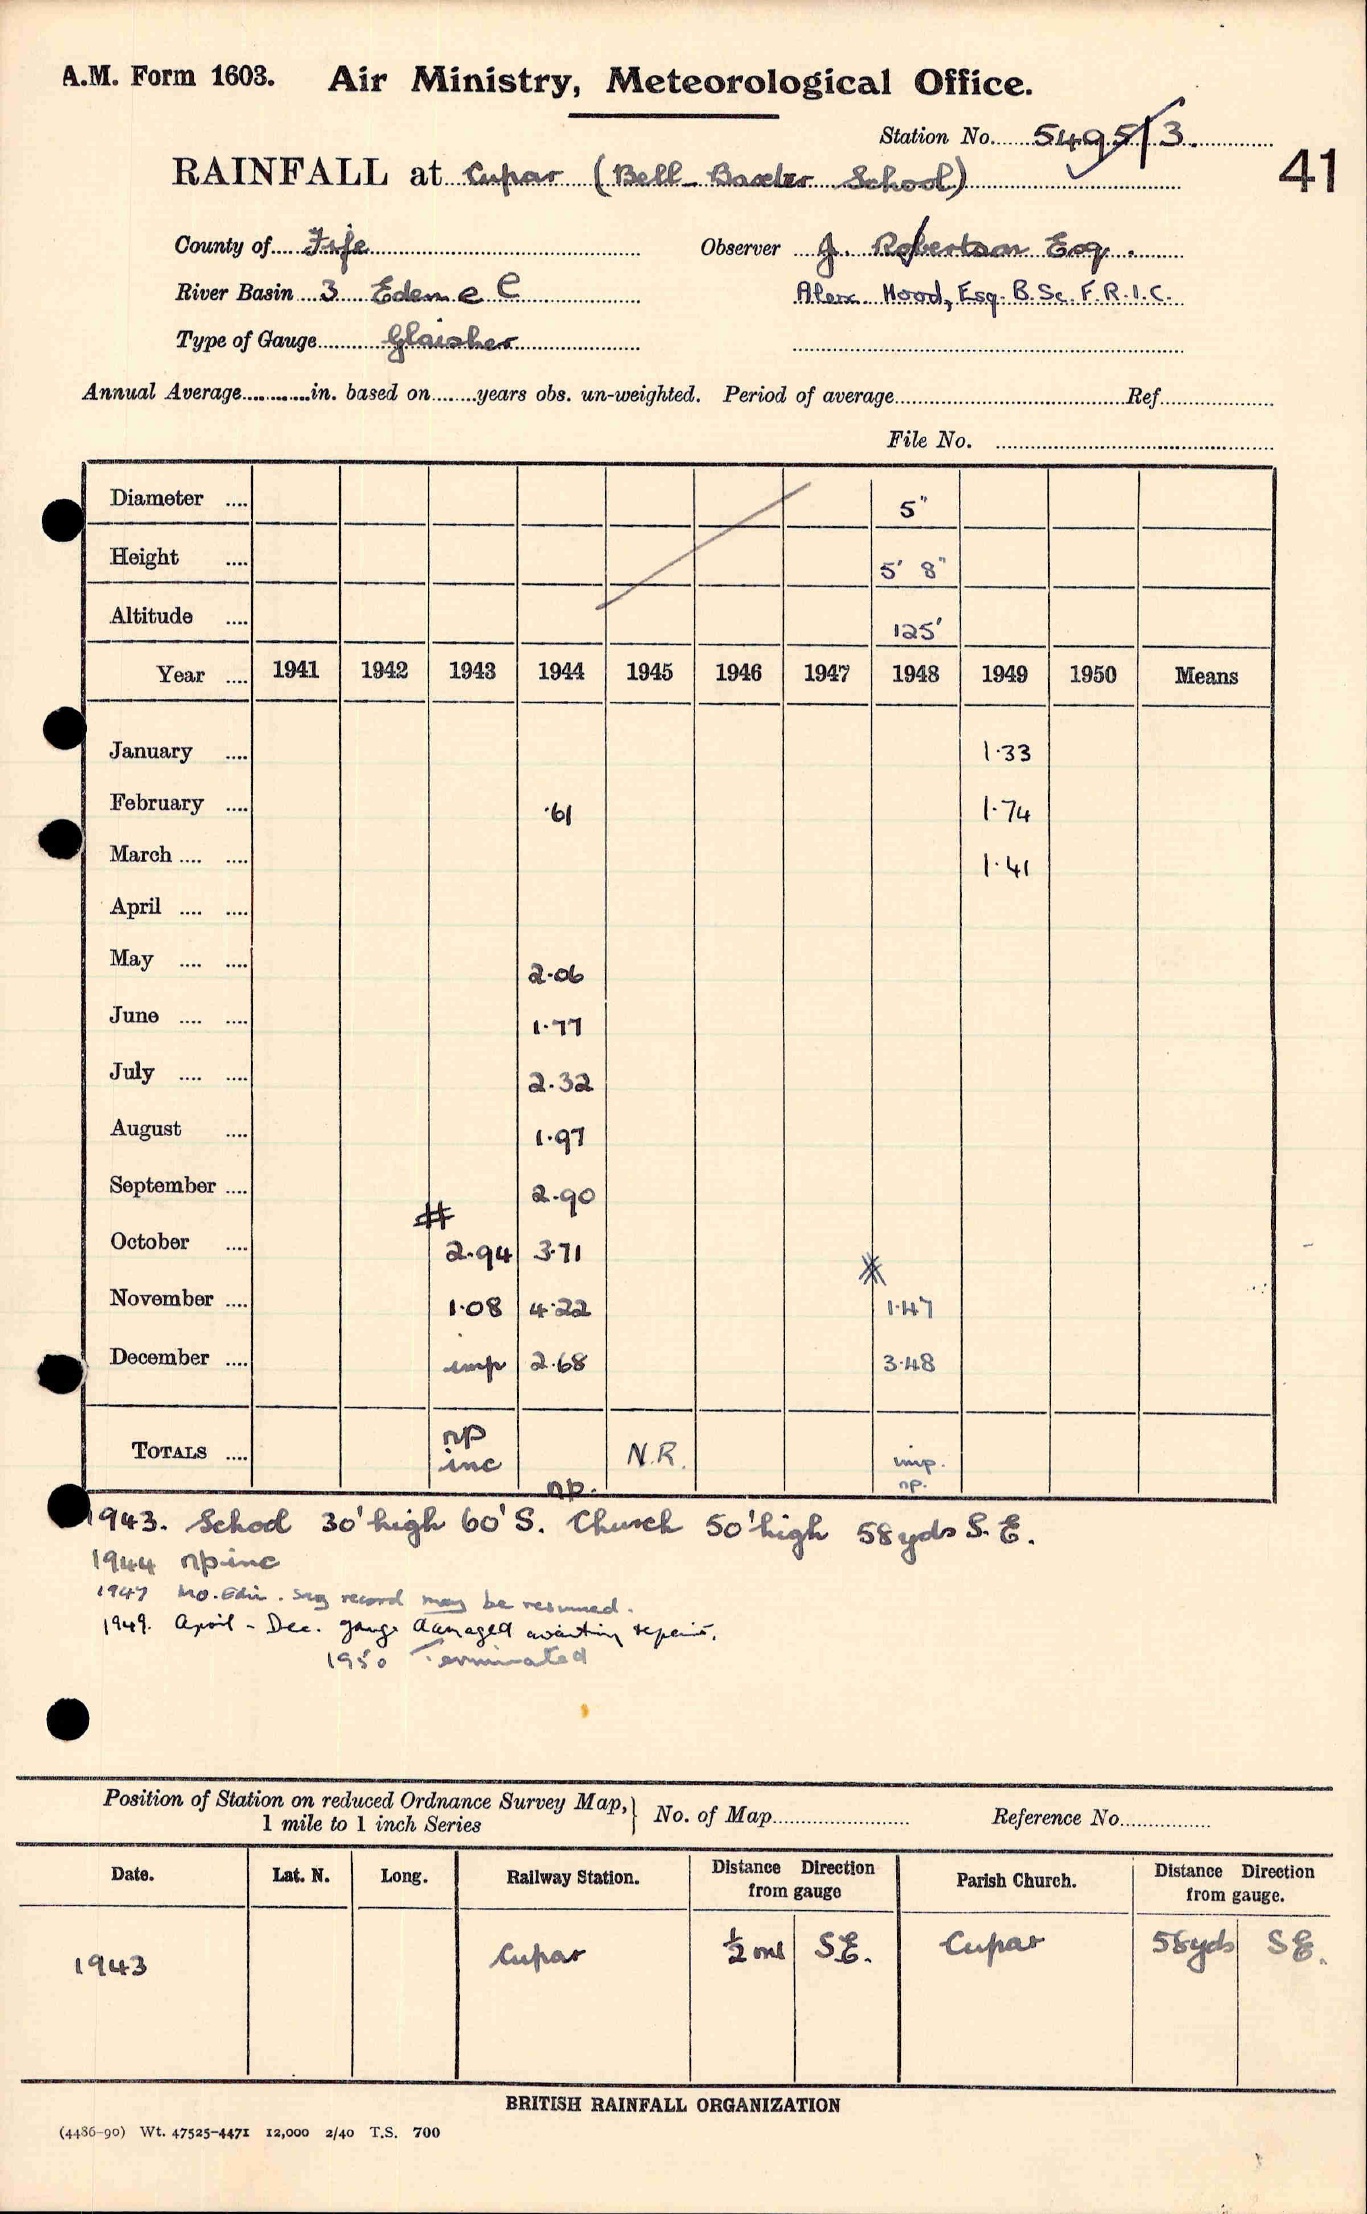 A.M. Form 1603. Air Ministry, Meteorological Office.
Station No. 5495/3.
41
RAINFALL at Cupar (Bell-Baxter School)
County of Fife Observer J. Robertson Esq.
River Basin 3 Eden e C Alex. Hood, Esq. B.Sc. F.R.I.C.
Type of Gauge Glaisher
Annual Average............in. based on........years obs. un-weighted. Period of average............Ref............
File No. ............
Diameter .... 5"
Height .... 5' 8"
Altitude .... 125'
Year .... 1941 1942 1943 1944 1945 1946 1947 1948 1949 1950 Means
January .... 1.33
February .... .61 1.74
March .... .... 1.41
April .... ....
May .... .... 2.06
June .... .... 1.77
July .... .... 2.32
August .... 1.97
September .... 2.90
#
October .... 2.94 3.71
November .... 1.08 4.22 1.47
December .... imp 2.68 3.48
TOTALS .... np inc np. N.R. imp. np.
1943. School 30' high 60' S. Church 50' high 58 yds S.E.
1944 np inc
1947 Mo. Edin. say record may be resumed.
1949. April - Dec. gauge damaged awaiting repairs.
1950 Terminated
Position of Station on reduced Ordnance Survey Map, 1 mile to 1 inch Series } No. of Map............ Reference No............
Date. Lat. N. Long. Railway Station. Distance Direction from gauge Parish Church. Distance Direction from gauge.
1943 Cupar ½ ml S.E. Cupar 58 yds S.E.
BRITISH RAINFALL ORGANIZATION
(4486-90) Wt. 47525-4471 12,000 2/40 T.S. 700